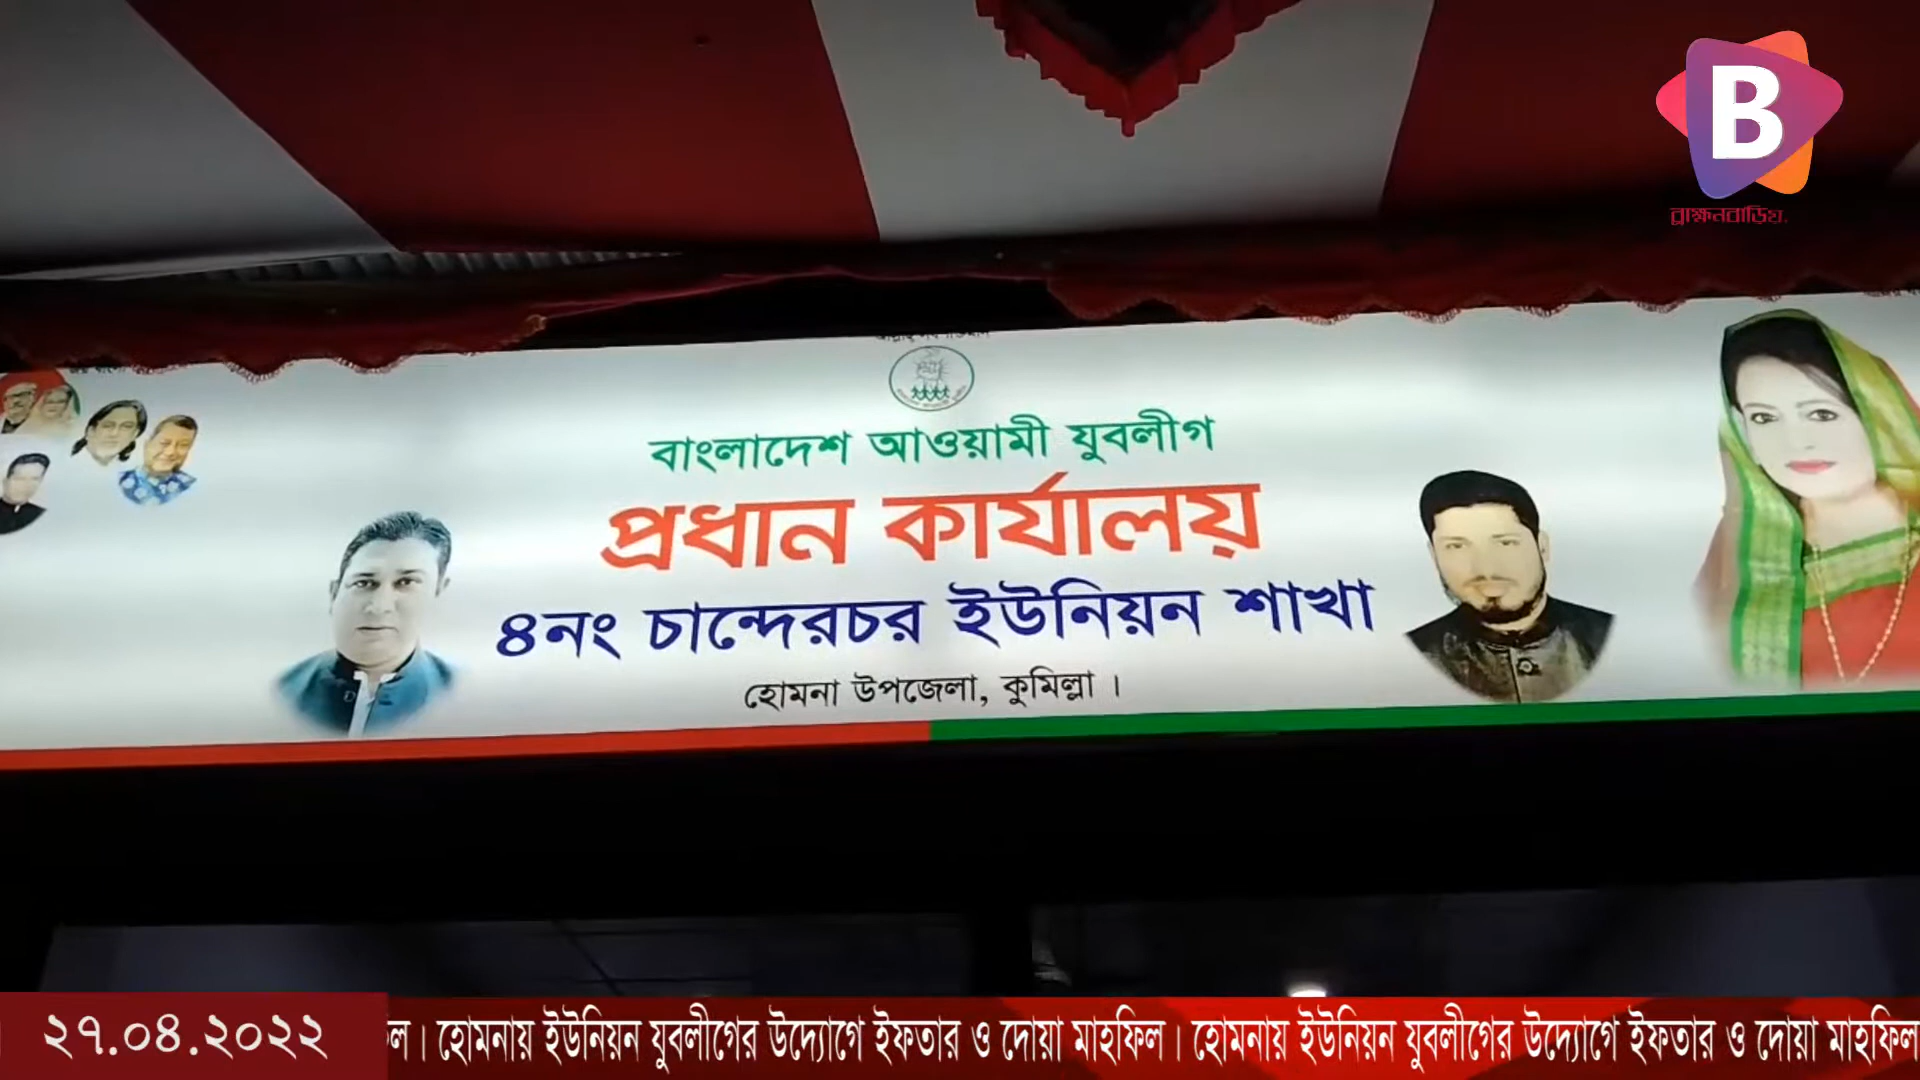 B
ব্রাহ্মনবাড়িয়া
বাংলাদেশ আওয়ামী যুবলীগ
প্রধান কার্যালয়
৪নং চান্দেরচর ইউনিয়ন শাখা
হোমনা উপজেলা, কুমিল্লা ।
২৭.০৪.২০২২
হোমনায় ইউনিয়ন যুবলীগের উদ্যোগে ইফতার ও দোয়া মাহফিল। হোমনায় ইউনিয়ন যুবলীগের উদ্যোগে ইফতার ও দোয়া মাহফিল